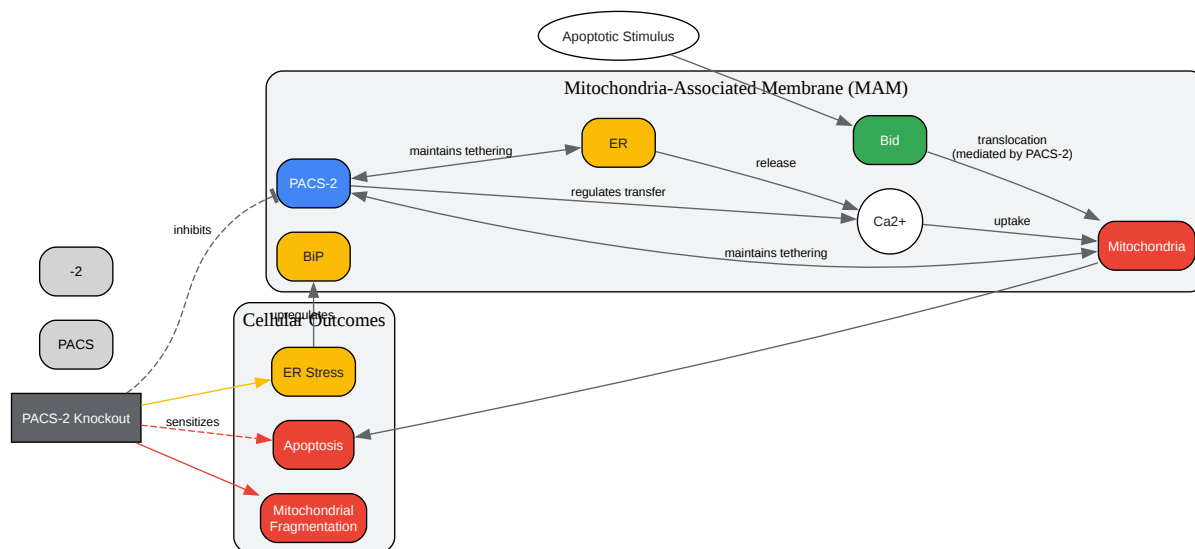 Apoptotic Stimulus
Mitochondria-Associated Membrane (MAM)
ER
Bid
translocation
(mediated by PACS-2)
maintains tethering
release
PACS-2
regulates transfer
Ca2+
uptake
inhibits
Mitochondria
BiP
maintains tethering
-2
upregulates
Cellular Outcomes
PACS
ER Stress
PACS-2 Knockout
sensitizes
Apoptosis
Mitochondrial
Fragmentation